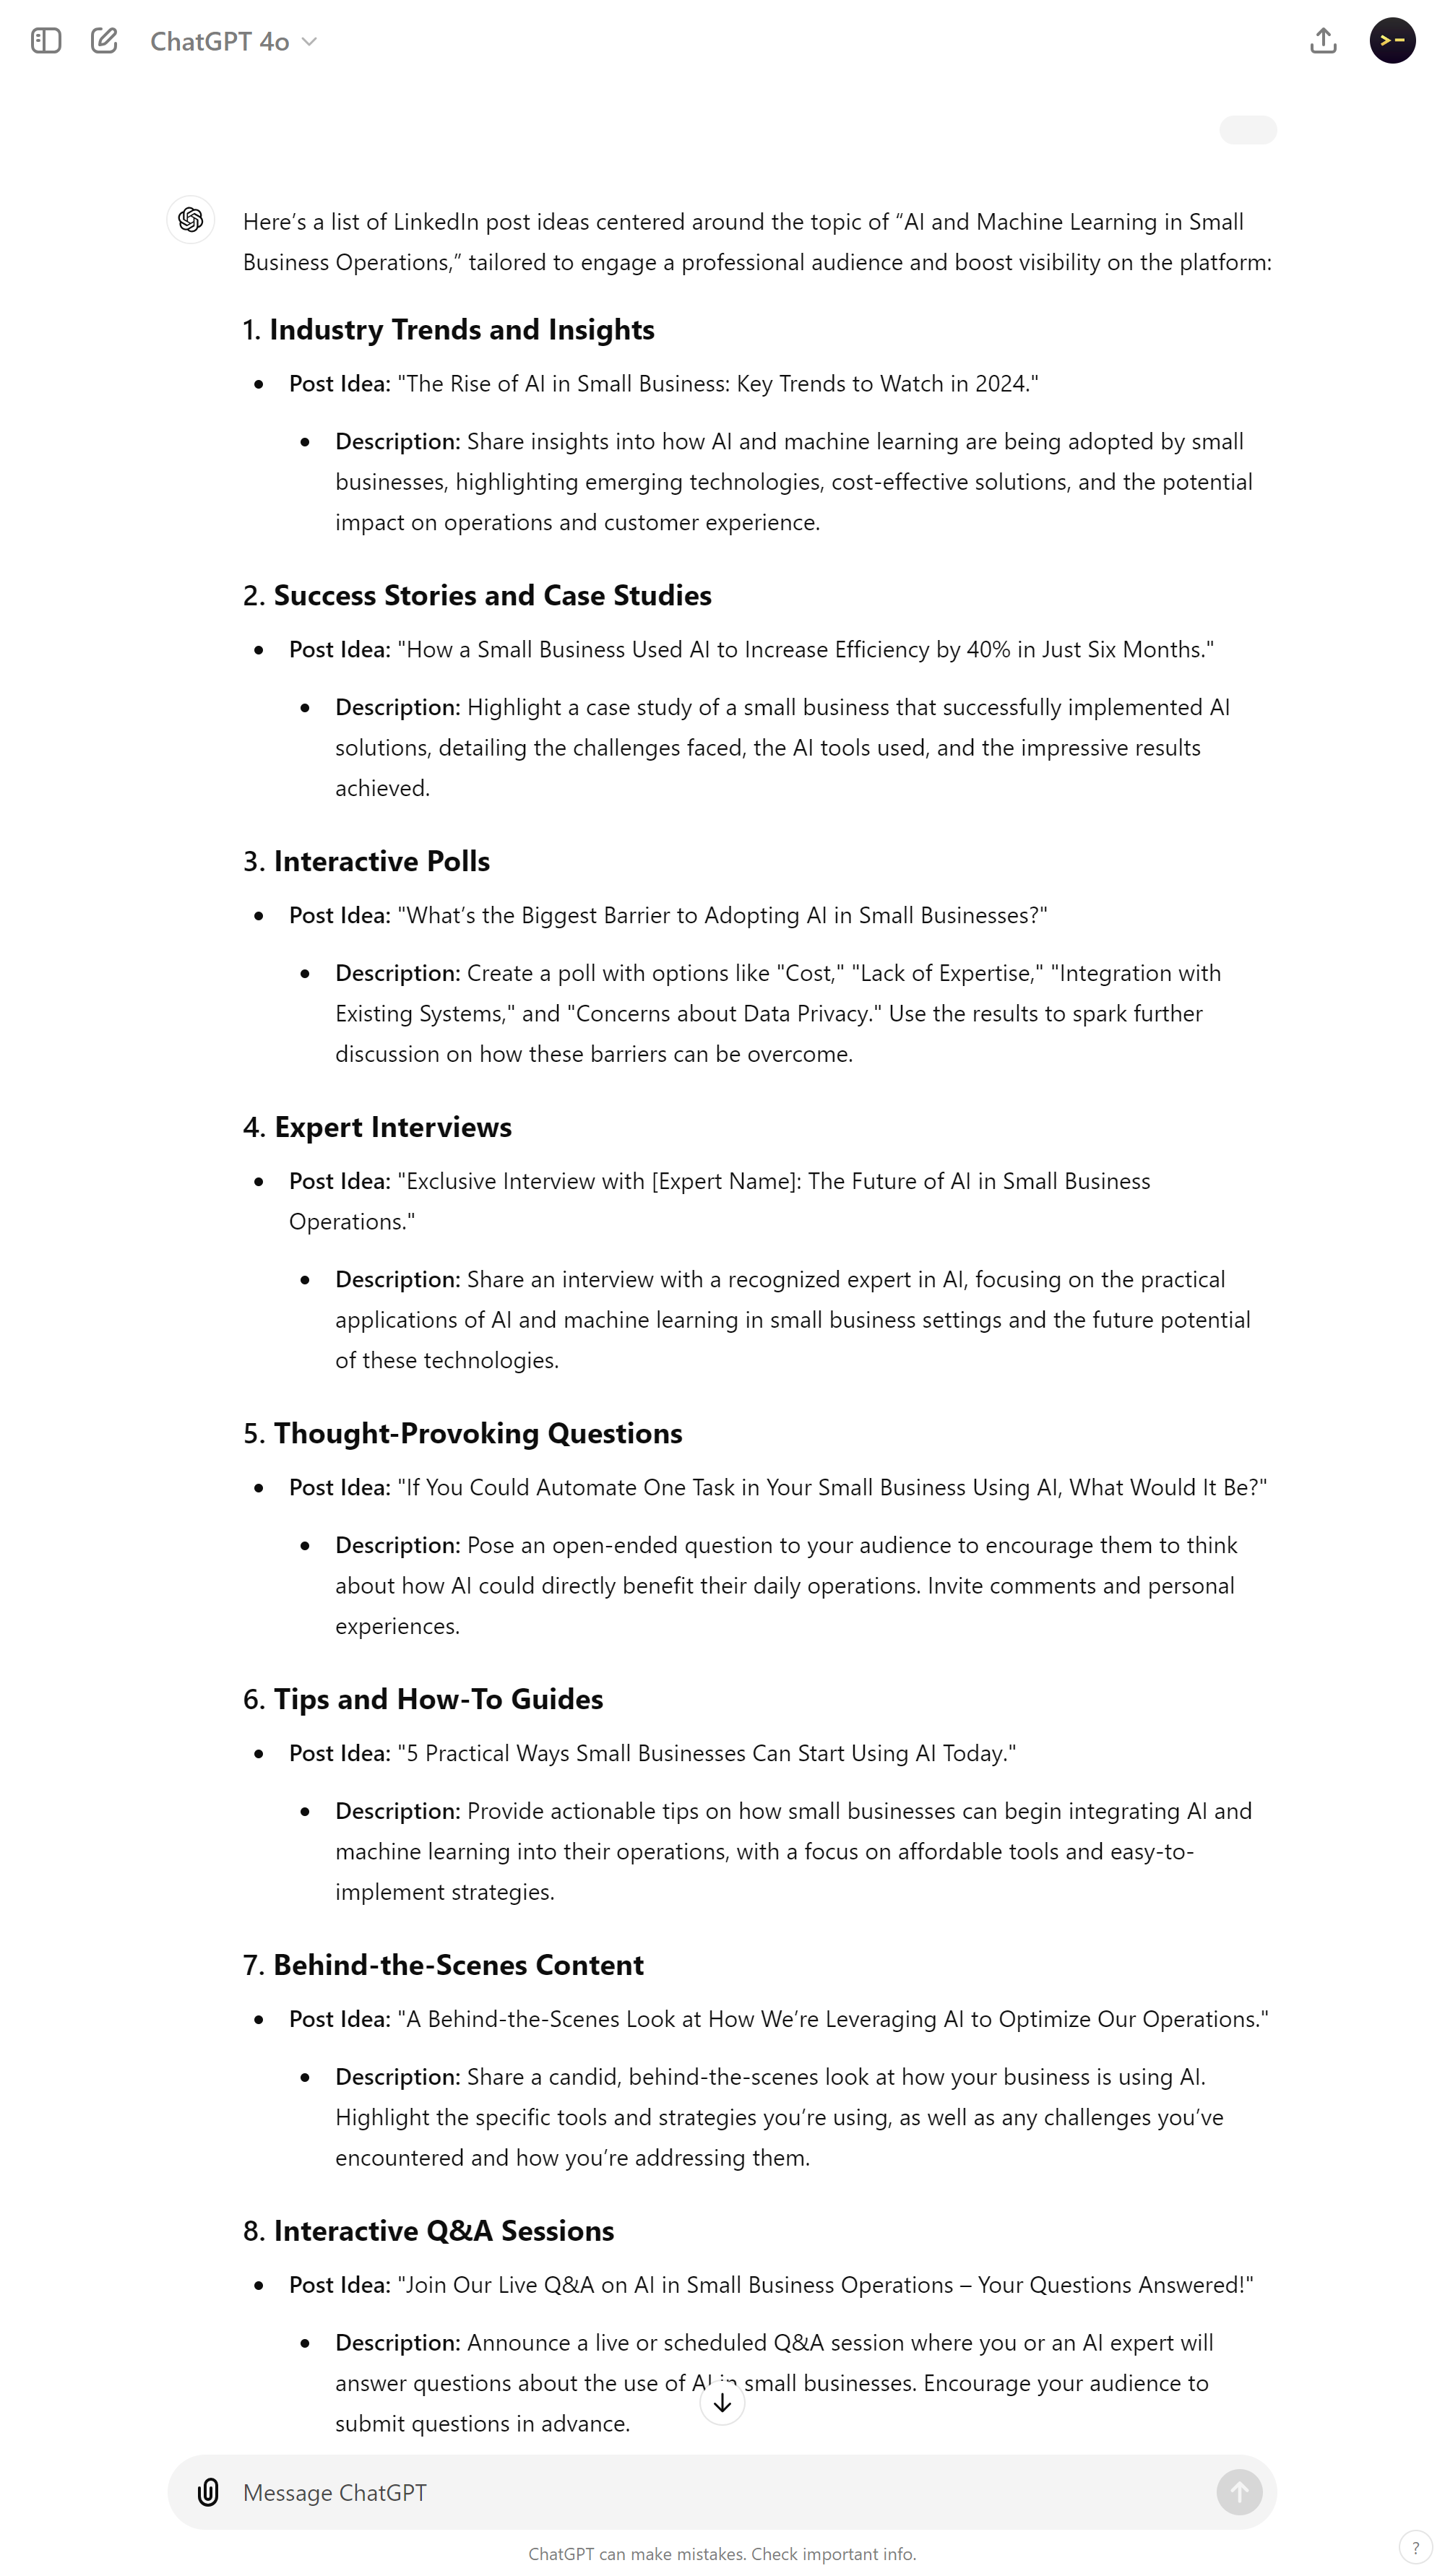 ChatGPT 4o
>-
Here’s a list of LinkedIn post ideas centered around the topic of “AI and Machine Learning in Small
Business Operations,” tailored to engage a professional audience and boost visibility on the platform:
1. Industry Trends and Insights
Post Idea: "The Rise of AI in Small Business: Key Trends to Watch in 2024."
Description: Share insights into how AI and machine learning are being adopted by small
businesses, highlighting emerging technologies, cost-effective solutions, and the potential
impact on operations and customer experience.
2. Success Stories and Case Studies
Post Idea: "How a Small Business Used AI to Increase Efficiency by 40% in Just Six Months."
Description: Highlight a case study of a small business that successfully implemented AI
solutions, detailing the challenges faced, the AI tools used, and the impressive results
achieved.
3. Interactive Polls
Post Idea: "What’s the Biggest Barrier to Adopting AI in Small Businesses?"
Description: Create a poll with options like "Cost," "Lack of Expertise," "Integration with
Existing Systems," and "Concerns about Data Privacy." Use the results to spark further
discussion on how these barriers can be overcome.
4. Expert Interviews
Post Idea: "Exclusive Interview with [Expert Name]: The Future of AI in Small Business
Operations."
Description: Share an interview with a recognized expert in AI, focusing on the practical
applications of AI and machine learning in small business settings and the future potential
of these technologies.
5. Thought-Provoking Questions
Post Idea: "If You Could Automate One Task in Your Small Business Using AI, What Would It Be?"
Description: Pose an open-ended question to your audience to encourage them to think
about how AI could directly benefit their daily operations. Invite comments and personal
experiences.
6. Tips and How-To Guides
Post Idea: "5 Practical Ways Small Businesses Can Start Using AI Today."
Description: Provide actionable tips on how small businesses can begin integrating AI and
machine learning into their operations, with a focus on affordable tools and easy-to-
implement strategies.
7. Behind-the-Scenes Content
Post Idea: "A Behind-the-Scenes Look at How We’re Leveraging AI to Optimize Our Operations."
Description: Share a candid, behind-the-scenes look at how your business is using AI.
Highlight the specific tools and strategies you’re using, as well as any challenges you’ve
encountered and how you’re addressing them.
8. Interactive Q&A Sessions
Post Idea: "Join Our Live Q&A on AI in Small Business Operations – Your Questions Answered!"
Description: Announce a live or scheduled Q&A session where you or an AI expert will
answer questions about the use of AI in small businesses. Encourage your audience to
submit questions in advance.
Message ChatGPT
ChatGPT can make mistakes. Check important info.
?